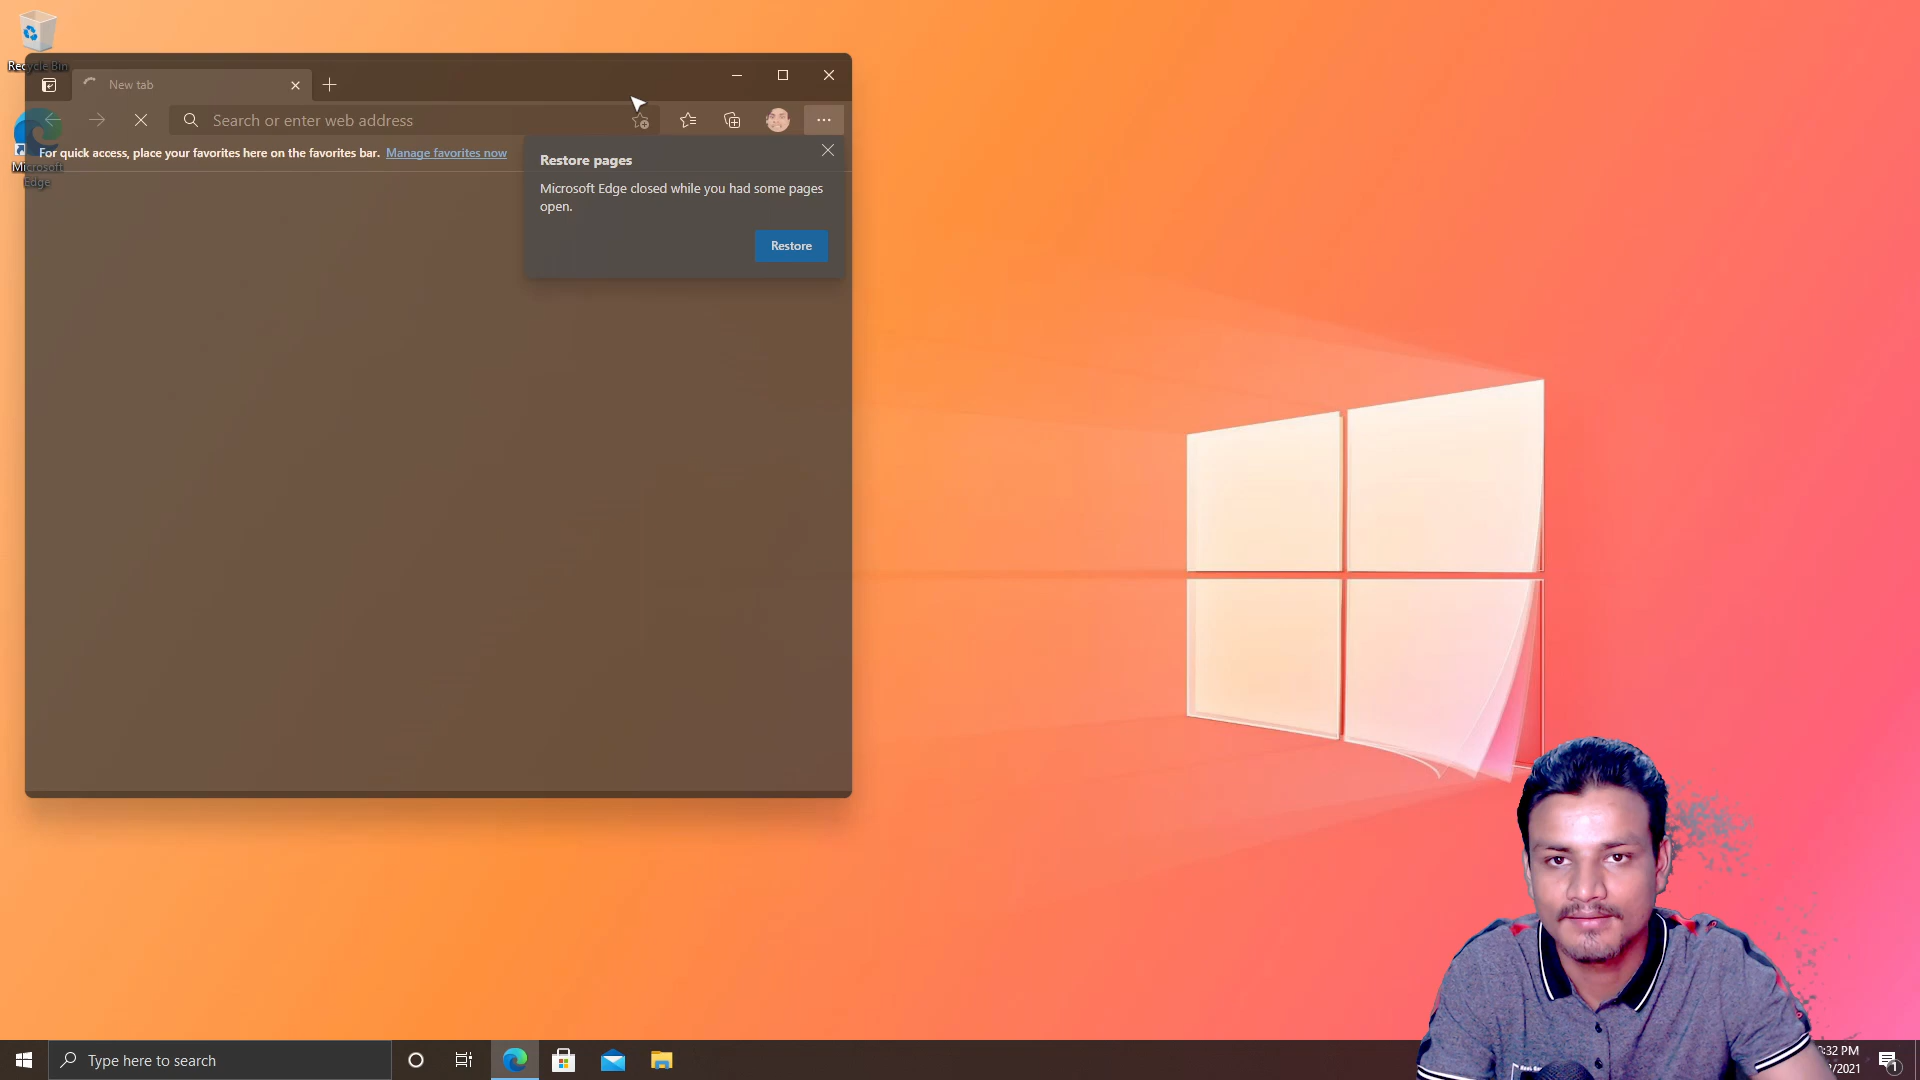 Recycle Bin
New tab
Search or enter web address
For quick access, place your favorites here on the favorites bar. Manage favorites now
Microsoft
Edge
Restore pages
Microsoft Edge closed while you had some pages
open.
Restore
Type here to search
:32 PM
/2021
1